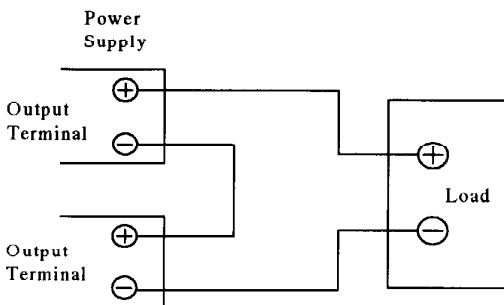 Power
Supply
Output
Terminal
+
−
Load
+
−
Output
Terminal
+
−